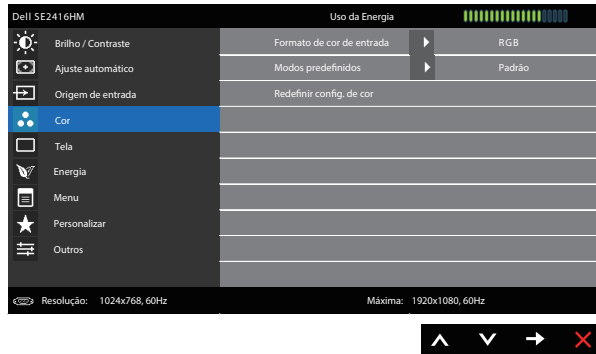 Dell SE2416HM Uso da Energia
Brilho / Contraste Formato de cor de entrada RGB
Ajuste automático Modos predefinidos Padrão
Origem de entrada Redefinir config. de cor
Cor
Tela
Energia
Menu
Personalizar
Outros
Resolução: 1024x768, 60Hz Máxima: 1920x1080, 60Hz